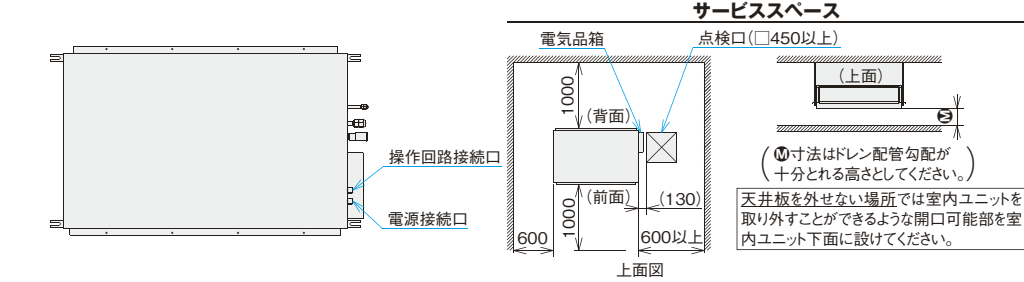 操作回路接続口
電源接続口
サービススペース
電気品箱
点検口(□450以上)
1000
(背面)
(前面)
(130)
1000
600
600以上
上面図
(上面)
Ⓜ
(Ⓜ寸法はドレン配管勾配が
十分とれる高さとしてください。)
天井板を外せない場所では室内ユニットを
取り外すことができるような開口可能部を室
内ユニット下面に設けてください。